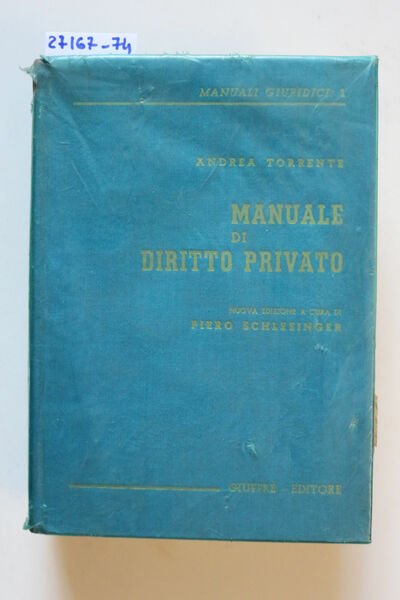 27167-74
MANUALI GIURIDICI 1
ANDREA TORRENTE
MANUALE
DI
DIRITTO PRIVATO
NUOVA EDIZIONE A CURA DI
PIERO SCHLESINGER
GIUFFRÈ - EDITORE